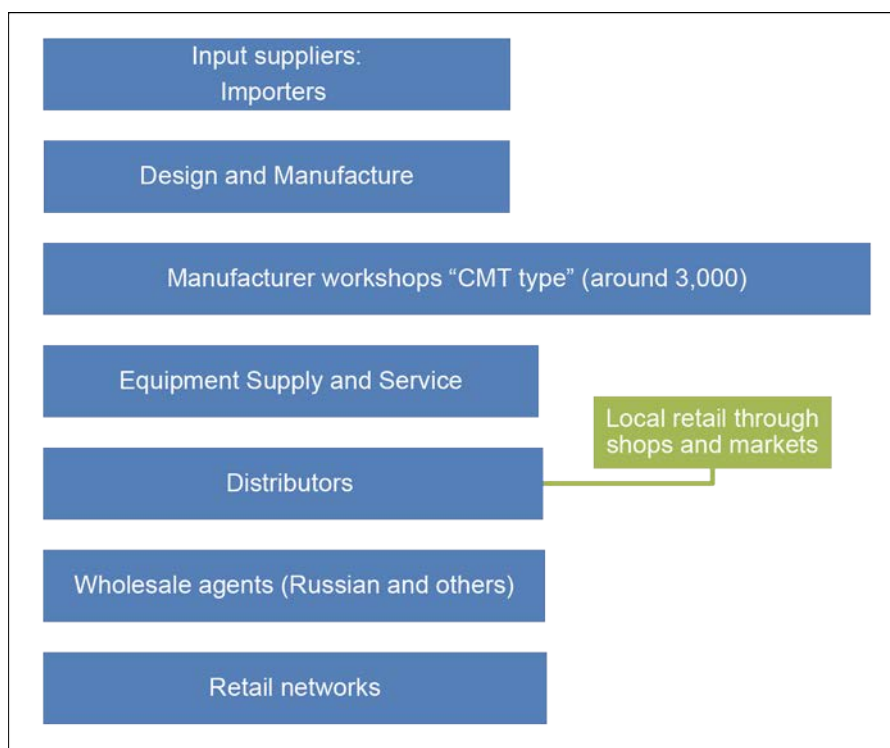 Input suppliers:
Importers
Design and Manufacture
Manufacturer workshops “CMT type” (around 3,000)
Equipment Supply and Service
Local retail through
shops and markets
Distributors
Wholesale agents (Russian and others)
Retail networks